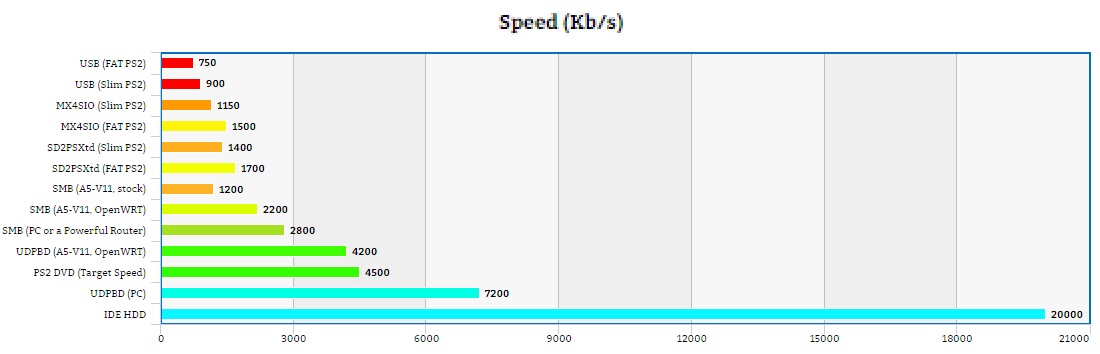 Speed (Kb/s)
USB (FAT PS2) 750
USB (Slim PS2) 900
MX4SIO (Slim PS2) 1150
MX4SIO (FAT PS2) 1500
SD2PSXtd (Slim PS2) 1400
SD2PSXtd (FAT PS2) 1700
SMB (A5-V11, stock) 1200
SMB (A5-V11, OpenWRT) 2200
SMB (PC or a Powerful Router) 2800
UDPBD (A5-V11, OpenWRT) 4200
PS2 DVD (Target Speed) 4500
UDPBD (PC) 7200
IDE HDD 20000
0 3000 6000 9000 12000 15000 18000 21000